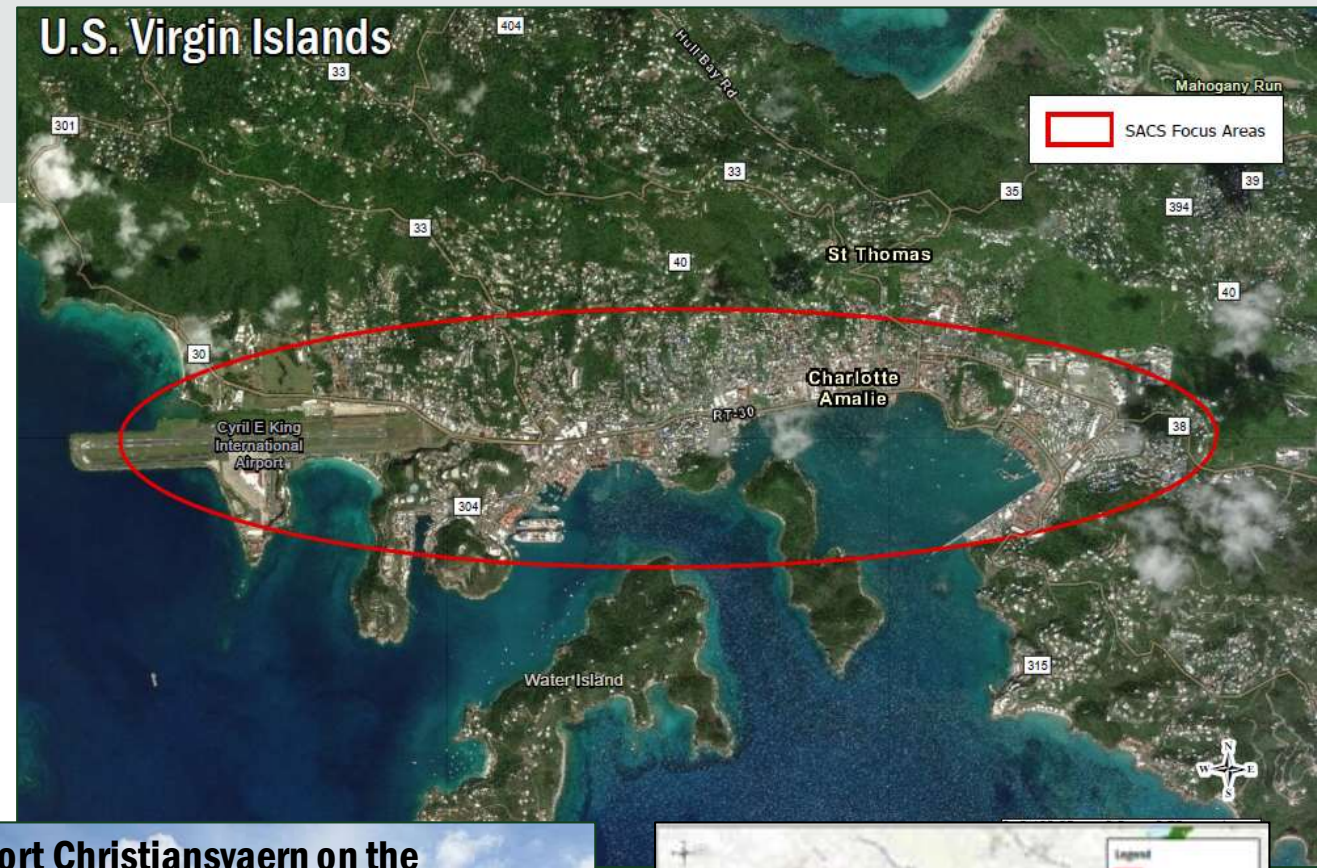 U.S. Virgin Islands
404
Hull Bay Rd
33
Mahogany Run
301
SACS Focus Areas
33
35
39
394
33
St Thomas
40
40
30
Charlotte
Amalie
RT-30
Cyril E King
International
Airport
38
304
315
Water Island
N
W E
S
ort Christiansvaern on the
Legend